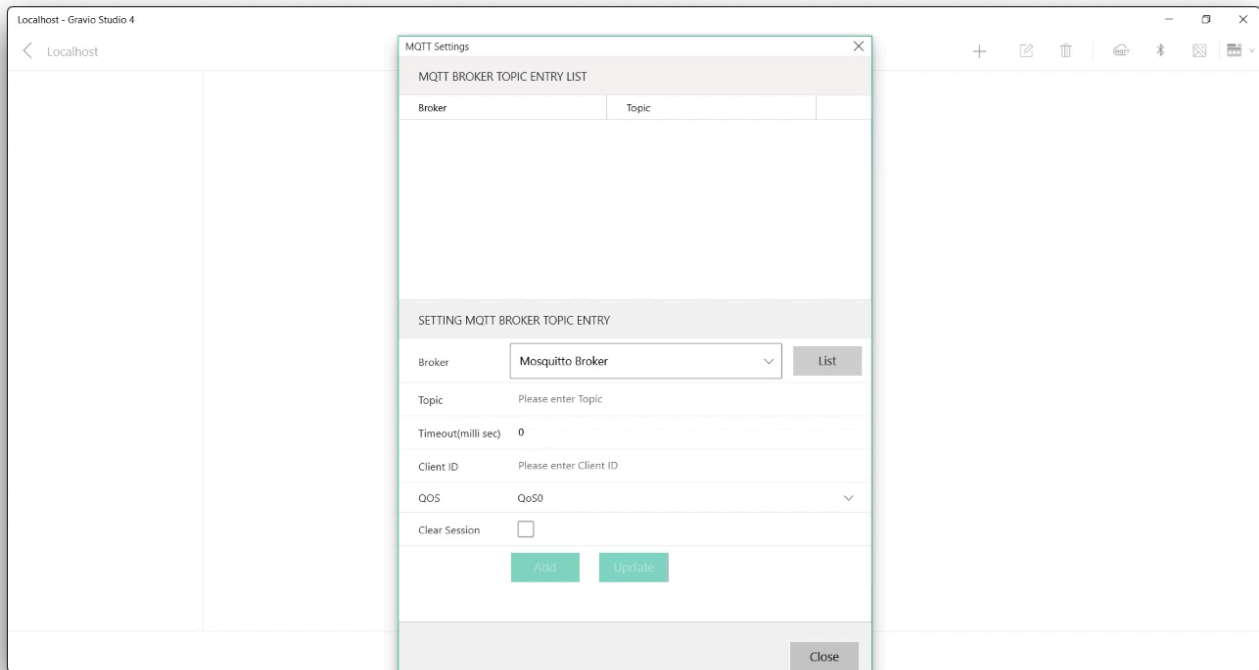 Localhost - Gravio Studio 4
Localhost
MQTT
MQTT Settings
MQTT BROKER TOPIC ENTRY LIST
Broker Topic
SETTING MQTT BROKER TOPIC ENTRY
Broker Mosquitto Broker List
Topic Please enter Topic
Timeout(milli sec) 0
Client ID Please enter Client ID
QOS QoS0
Clear Session
Add Update
Close